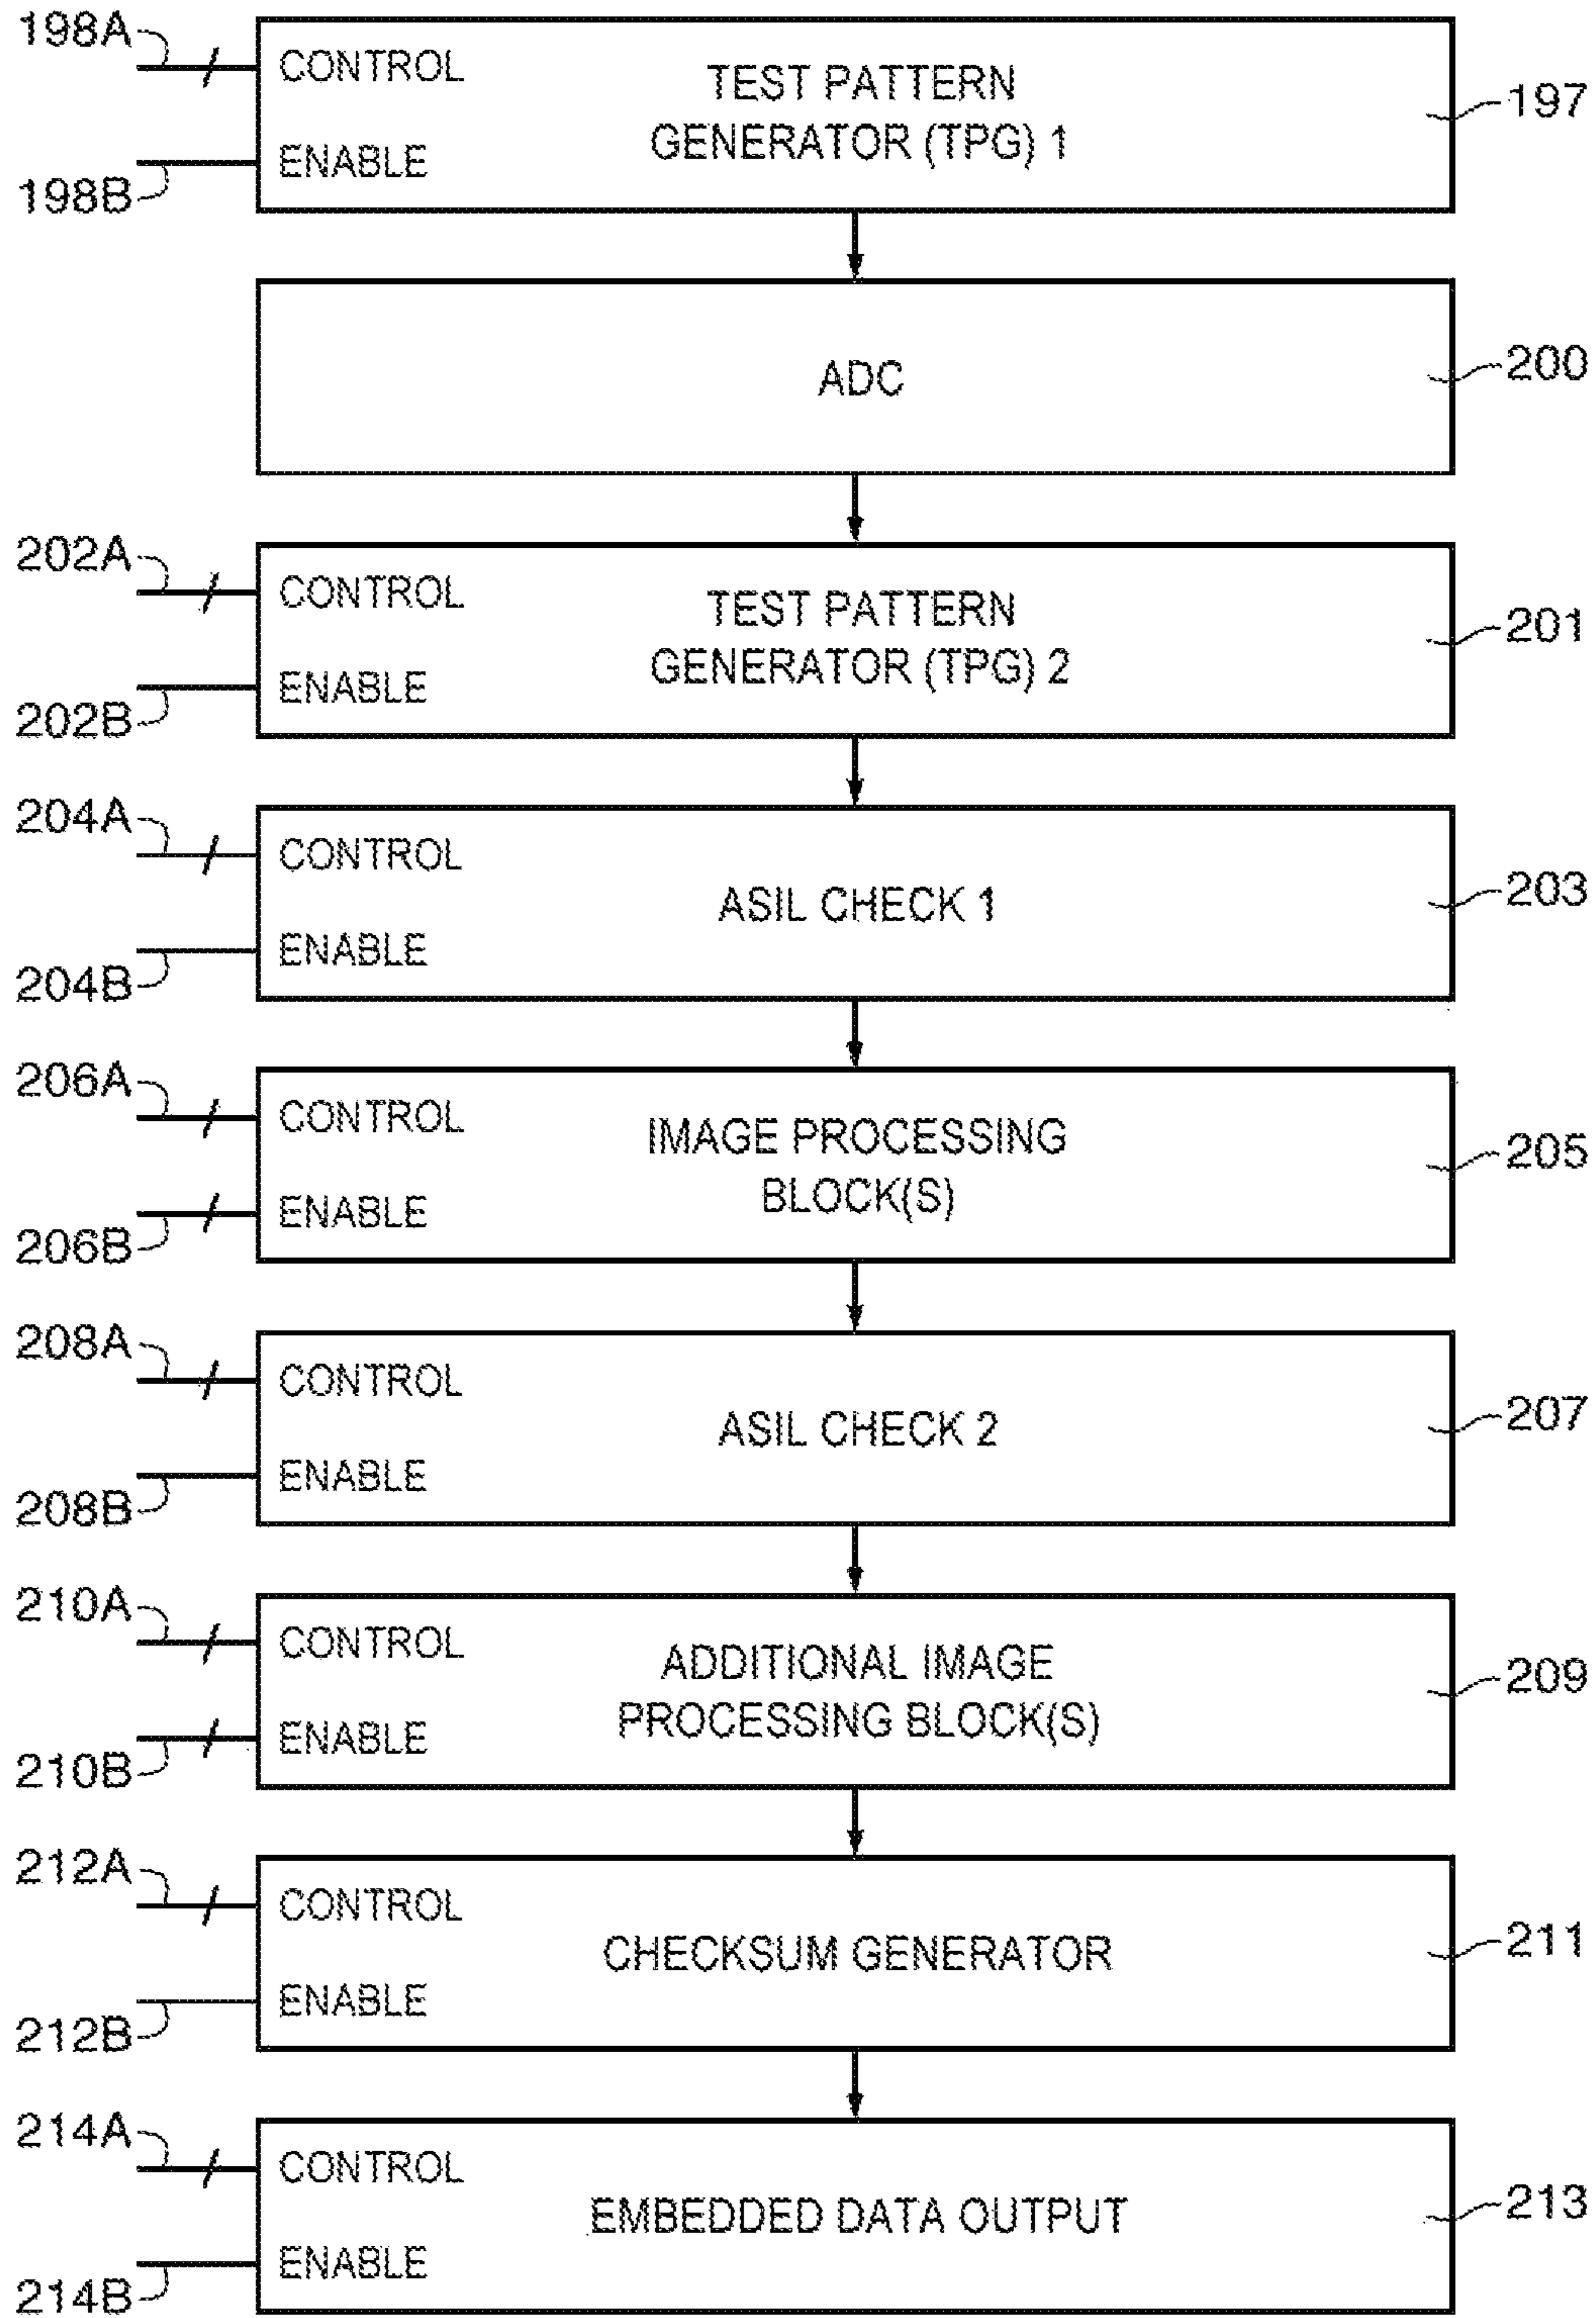 198A
CONTROL
TEST PATTERN
GENERATOR (TPG) 1
197
ENABLE
198B
ADC
200
202A
CONTROL
TEST PATTERN
GENERATOR (TPG) 2
201
ENABLE
202B
204A
CONTROL
ASIL CHECK 1
203
ENABLE
204B
206A
CONTROL
IMAGE PROCESSING
BLOCK(S)
205
ENABLE
206B
208A
CONTROL
ASIL CHECK 2
207
ENABLE
208B
210A
CONTROL
ADDITIONAL IMAGE
PROCESSING BLOCK(S)
209
ENABLE
210B
212A
CONTROL
CHECKSUM GENERATOR
211
ENABLE
212B
214A
CONTROL
EMBEDDED DATA OUTPUT
213
ENABLE
214B